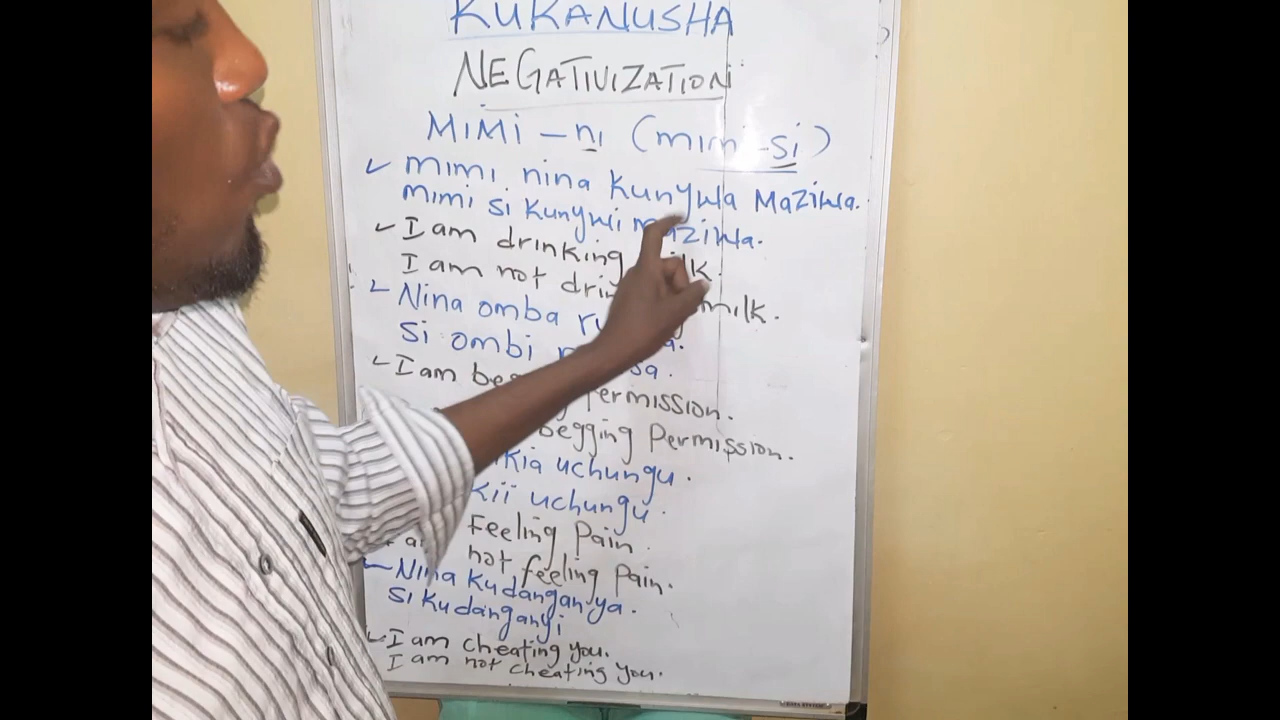 KUKANUSHA
NEGATIVIZATION
MIMI - ni (mimi -si)
mimi nina kunywa Maziwa.
mimi si kunywi maziwa.
I am drinking
I am not milk.
Nina omba
Si ombi
I am Permission.
begging Permission.
uchungu.
uchungu.
Feeling Pain.
not feeling pain.
Nina Kudanganya.
Si Kudanganyi
I am cheating you.
I am not cheating you.